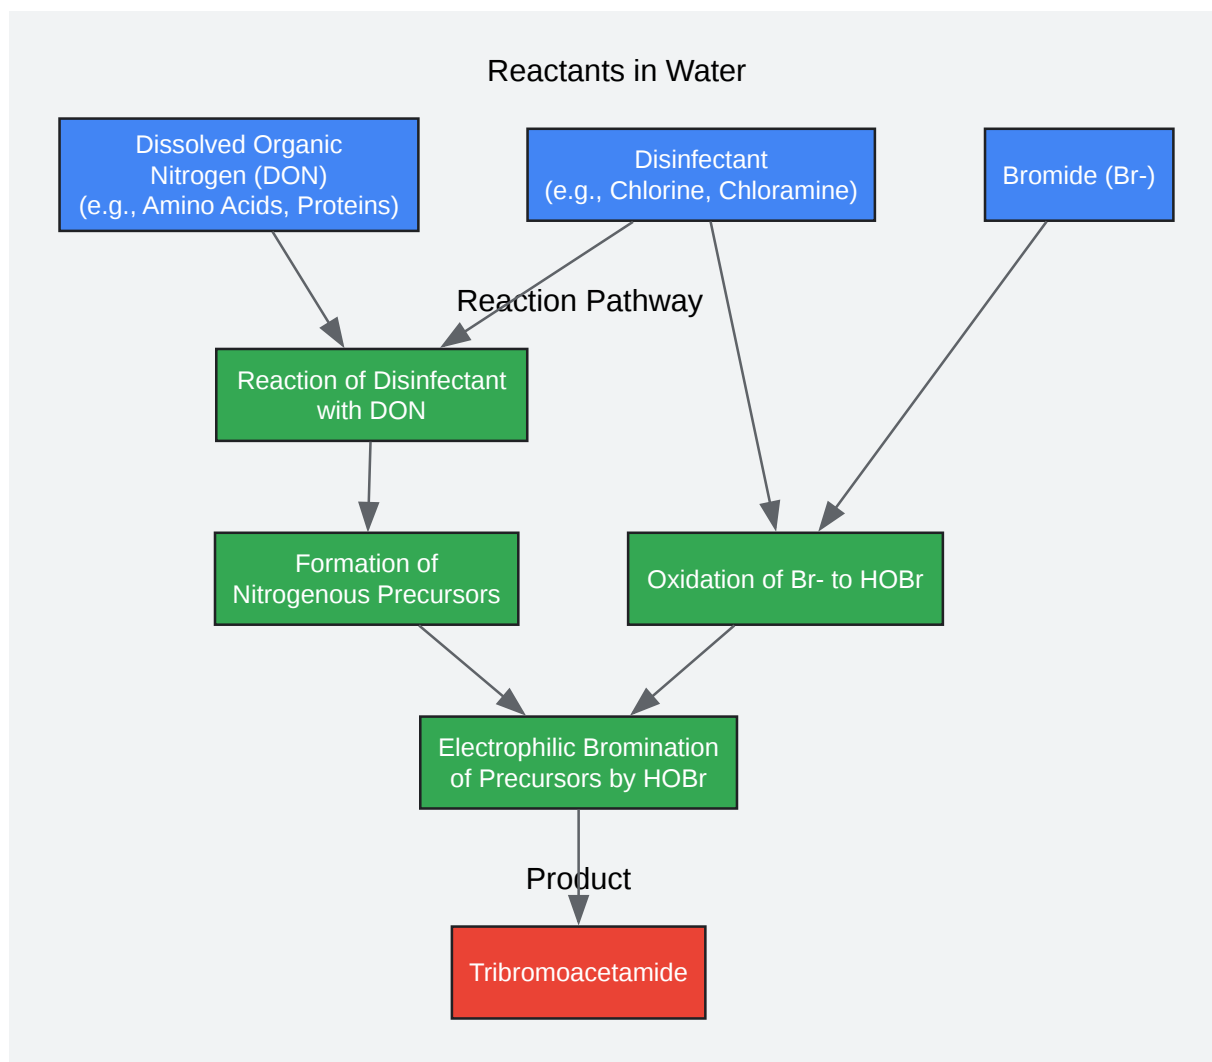 Reactants in Water
Dissolved Organic
Nitrogen (DON)
(e.g., Amino Acids, Proteins)
Disinfectant
(e.g., Chlorine, Chloramine)
Bromide (Br-)
Reaction Pathway
Reaction of Disinfectant
with DON
Formation of
Nitrogenous Precursors
Oxidation of Br- to HOBr
Electrophilic Bromination
of Precursors by HOBr
Product
Tribromoacetamide